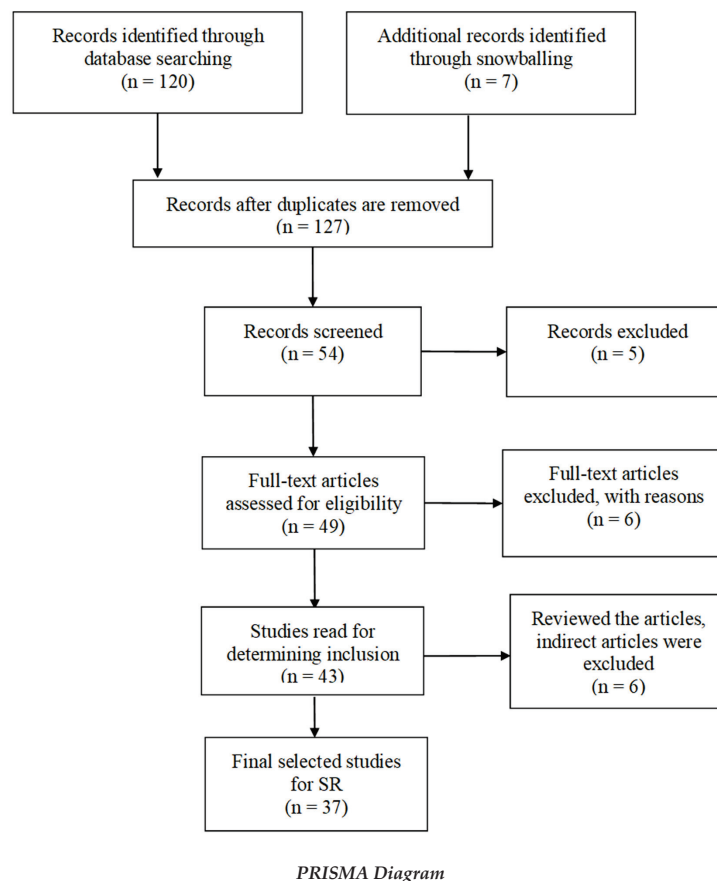 Records identified through
database searching
(n = 120)
Additional records identified
through snowballing
(n = 7)
Records after duplicates are removed
(n = 127)
Records screened
(n = 54)
Records excluded
(n = 5)
Full-text articles
assessed for eligibility
(n = 49)
Full-text articles
excluded, with reasons
(n = 6)
Studies read for
determining inclusion
(n = 43)
Reviewed the articles,
indirect articles were
excluded
(n = 6)
Final selected studies
for SR
(n = 37)
PRISMA Diagram